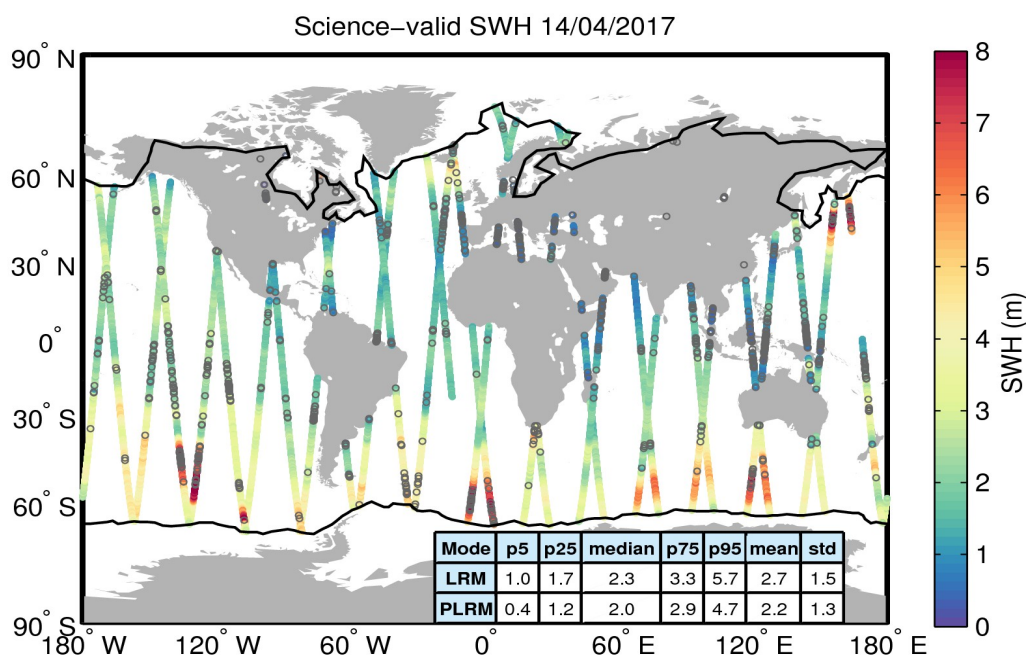 Science−valid SWH 14/04/2017
90° N
60° N
30° N
0°
30° S
60° S
90° S
180° W 120° W 60° W 0° 60° E 120° E 180° E
Mode p5 p25 median p75 p95 mean std
LRM 1.0 1.7 2.3 3.3 5.7 2.7 1.5
PLRM 0.4 1.2 2.0 2.9 4.7 2.2 1.3
8
7
6
5
4
3
2
1
0
SWH (m)